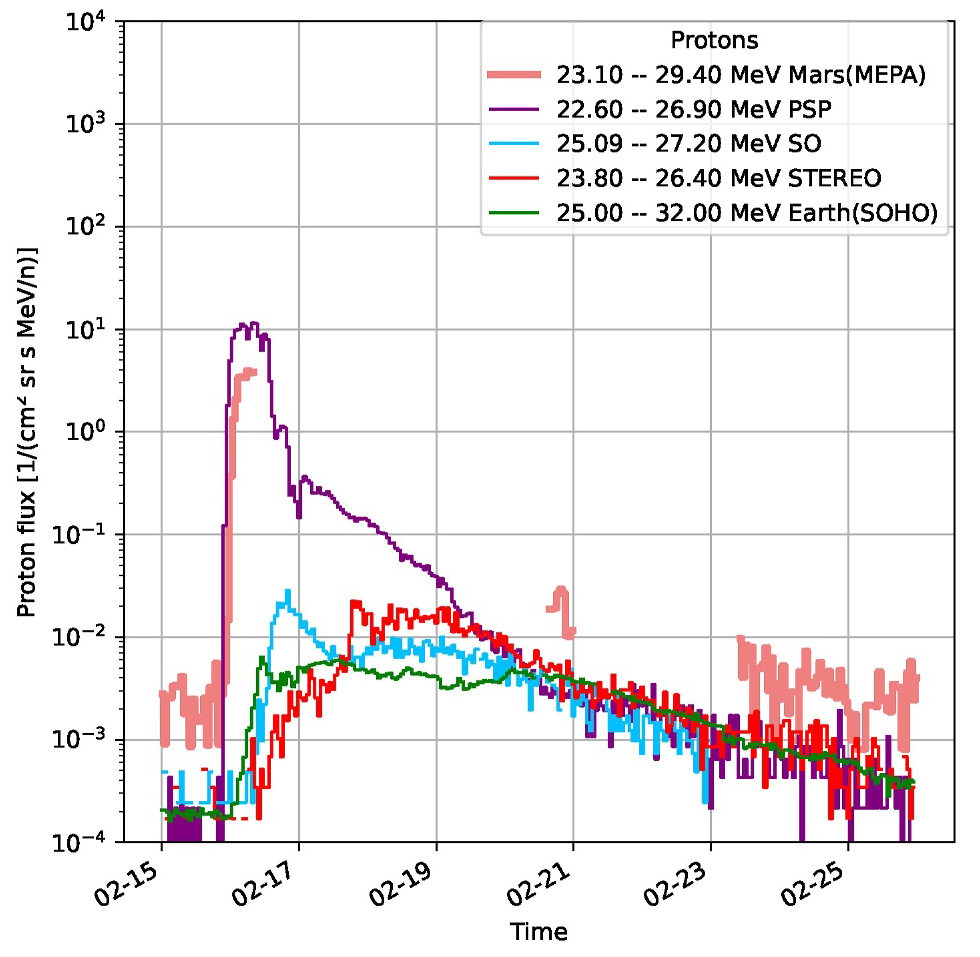 Protons
23.10 -- 29.40 MeV Mars(MEPA)
22.60 -- 26.90 MeV PSP
25.09 -- 27.20 MeV SO
23.80 -- 26.40 MeV STEREO
25.00 -- 32.00 MeV Earth(SOHO)
Proton flux [1/(cm² sr s MeV/n)]
10⁴
10³
10²
10¹
10⁰
10⁻¹
10⁻²
10⁻³
10⁻⁴
02-15
02-17
02-19
02-21
02-23
02-25
Time